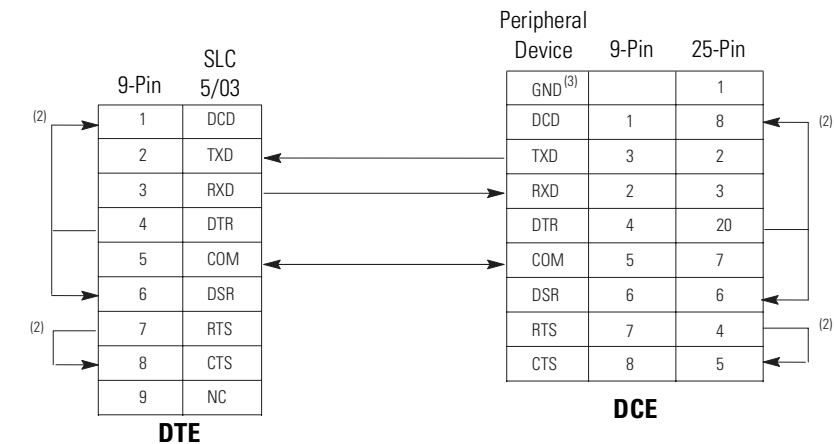 SLC
9-Pin 5/03
(2) 1 DCD
2 TXD
3 RXD
4 DTR
5 COM
6 DSR
(2) 7 RTS
8 CTS
9 NC
DTE
Peripheral
Device 9-Pin 25-Pin
GND(3) 1
DCD 1 8 (2)
TXD 3 2
RXD 2 3
DTR 4 20
COM 5 7
DSR 6 6
RTS 7 4 (2)
CTS 8 5
DCE